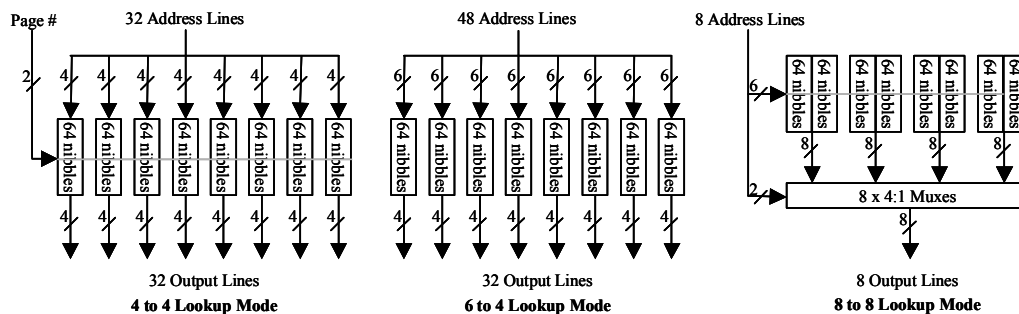 Page # 32 Address Lines
2 4 4 4 4 4 4 4 4
64 nibbles 64 nibbles 64 nibbles 64 nibbles 64 nibbles 64 nibbles 64 nibbles 64 nibbles
4 4 4 4 4 4 4 4
32 Output Lines
4 to 4 Lookup Mode
48 Address Lines
6 6 6 6 6 6 6 6
64 nibbles 64 nibbles 64 nibbles 64 nibbles 64 nibbles 64 nibbles 64 nibbles 64 nibbles
4 4 4 4 4 4 4 4
32 Output Lines
6 to 4 Lookup Mode
8 Address Lines
6
64 nibbles 64 nibbles 64 nibbles 64 nibbles 64 nibbles 64 nibbles 64 nibbles 64 nibbles
8 8 8 8
2
8 x 4:1 Muxes
8
8 Output Lines
8 to 8 Lookup Mode